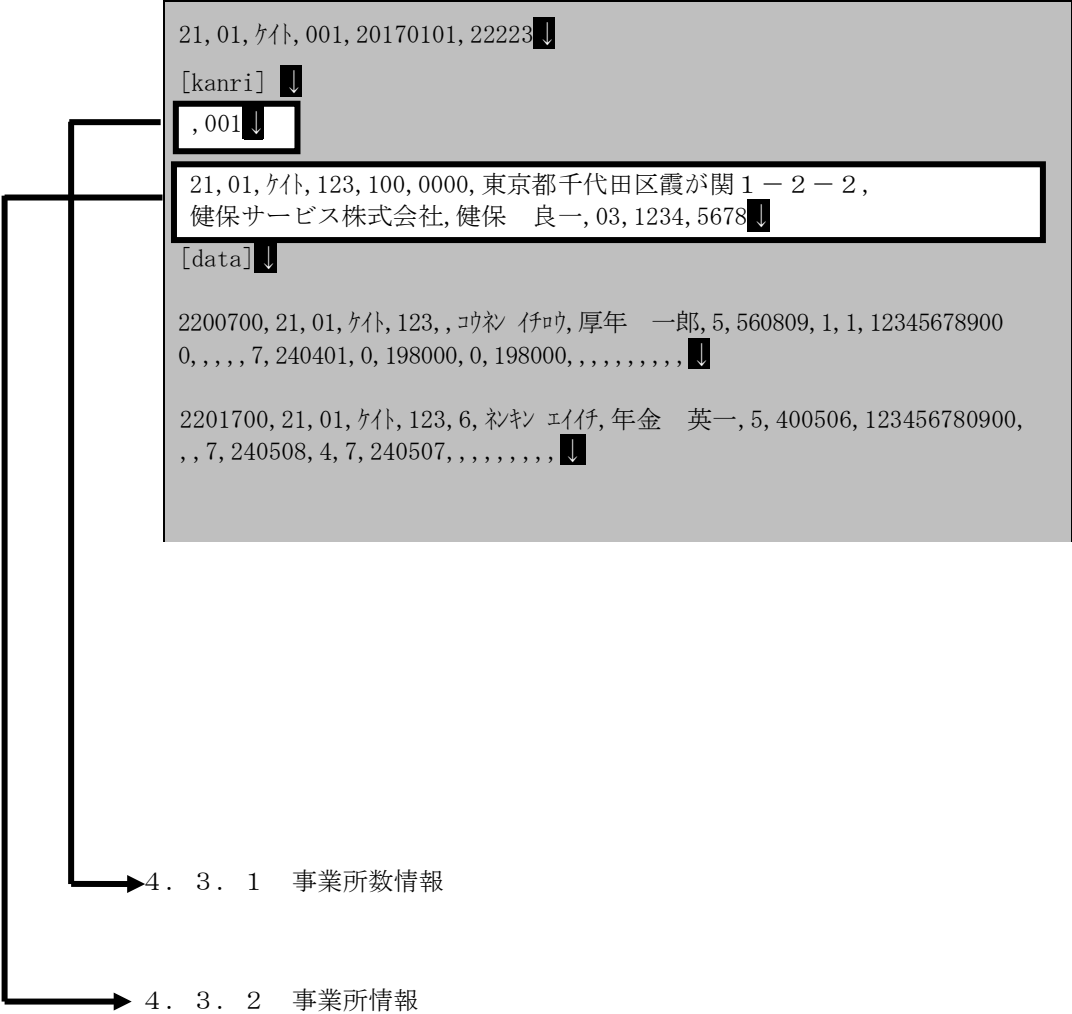 21,01,ｹｲﾄ,001,20170101,22223↓
[kanri] ↓
,001↓
21,01,ｹｲﾄ,123,100,0000,東京都千代田区霞が関１－２－２,
健保サービス株式会社,健保　良一,03,1234,5678↓
[data]↓
2200700,21,01,ｹｲﾄ,123,,ｺｳﾈﾝ ｲﾁﾛｳ,厚年　一郎,5,560809,1,1,12345678900
0,,,,,7,240401,0,198000,0,198000,,,,,,,,,,↓
2201700,21,01,ｹｲﾄ,123,6,ﾈﾝｷﾝ ｴｲｲﾁ,年金　英一,5,400506,123456780900,
,,7,240508,4,7,240507,,,,,,,,,↓
４．３．１　事業所数情報
４．３．２　事業所情報